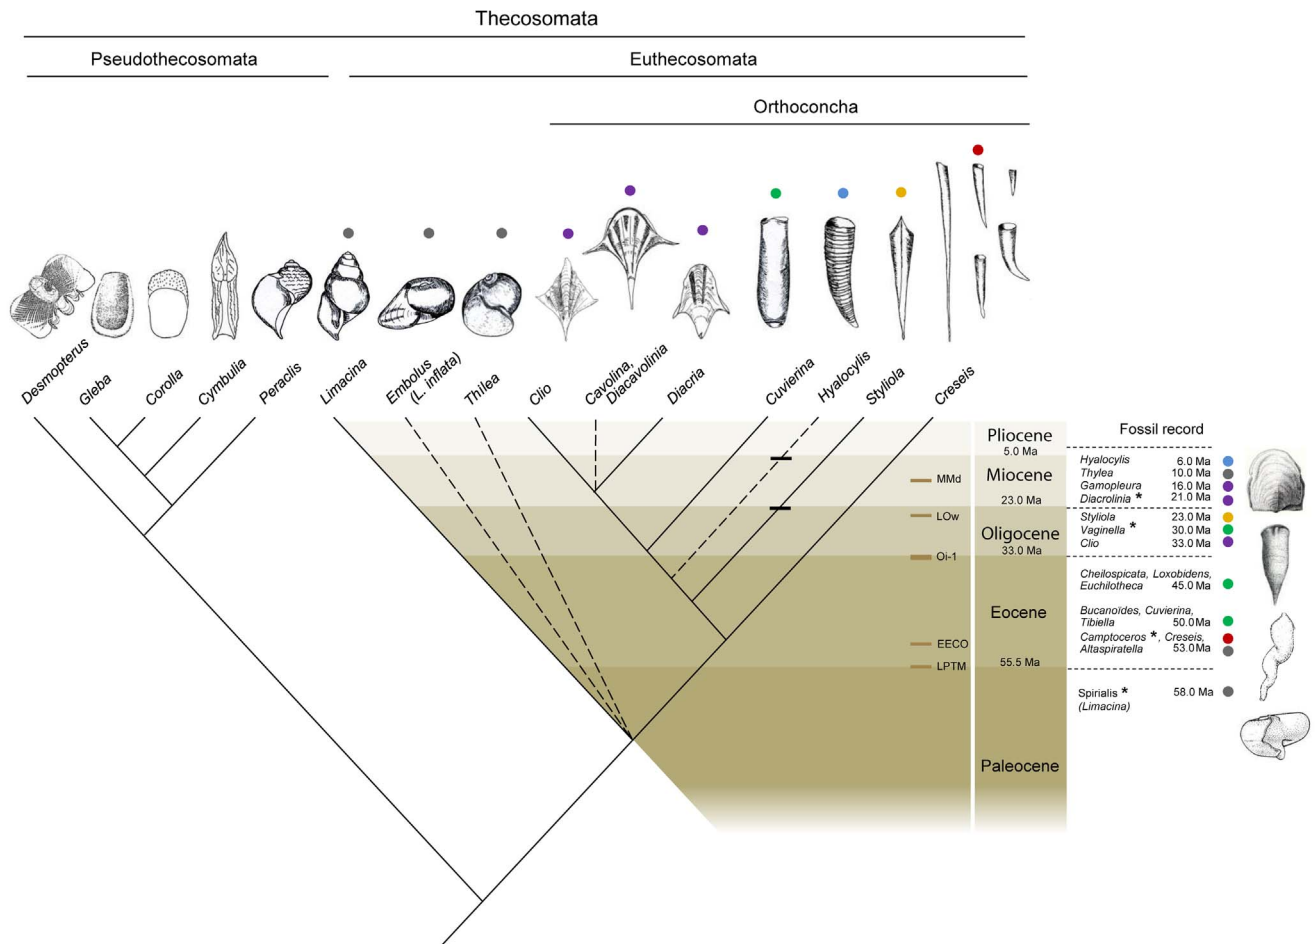 Thecosomata
Pseudothecosomata
Euthecosomata
Orthoconcha
Desmopterus
Gleba
Corolla
Cymbulia
Peraclis
Limacina
Embolus
(L. inflata)
Thilea
Clio
Cavolina,
Diacavolinia
Diacria
Cuvierina
Hyalocylis
Styliola
Creseis
Pliocene
5.0 Ma
Miocene
23.0 Ma
Oligocene
33.0 Ma
Eocene
55.5 Ma
Paleocene
MMd
LOw
Oi-1
EECO
LPTM
Fossil record
Hyalocylis 6.0 Ma
Thylea 10.0 Ma
Gamopleura 16.0 Ma
Diacrolinia * 21.0 Ma
Styliola 23.0 Ma
Vaginella * 30.0 Ma
Clio 33.0 Ma
Cheilospicata, Loxobidens,
Euchilotheca 45.0 Ma
Bucanoïdes, Cuvierina,
Tibiella 50.0 Ma
Camptoceros *, Creseis,
Altaspiratella 53.0 Ma
Spirialis * 58.0 Ma
(Limacina)